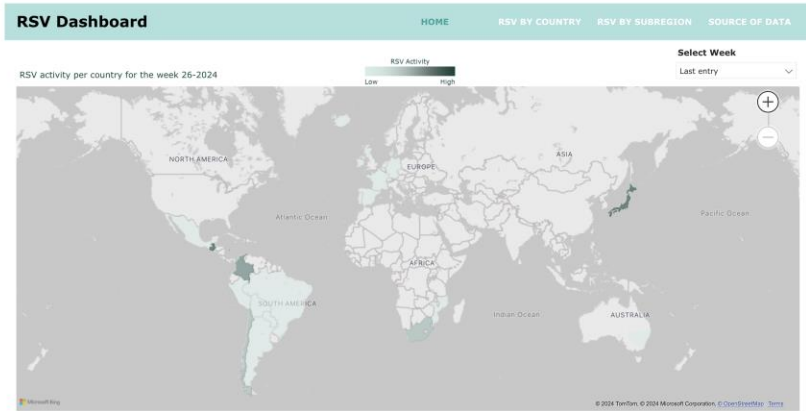 RSV Dashboard
HOME
RSV BY COUNTRY
RSV BY SUBREGION
SOURCE OF DATA
Select Week
Last entry
RSV activity per country for the week 26-2024
RSV Activity
Low
High
NORTH AMERICA
EUROPE
ASIA
Atlantic Ocean
Pacific Ocean
AFRICA
SOUTH AMERICA
Indian Ocean
AUSTRALIA
Microsoft Bing
© 2024 TomTom, © 2024 Microsoft Corporation, © OpenStreetMap Terms